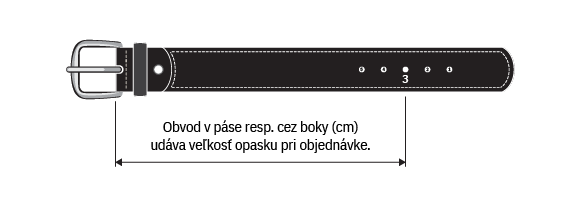 3
Obvod v páse resp. cez boky (cm)
udáva veľkosť opasku pri objednávke.